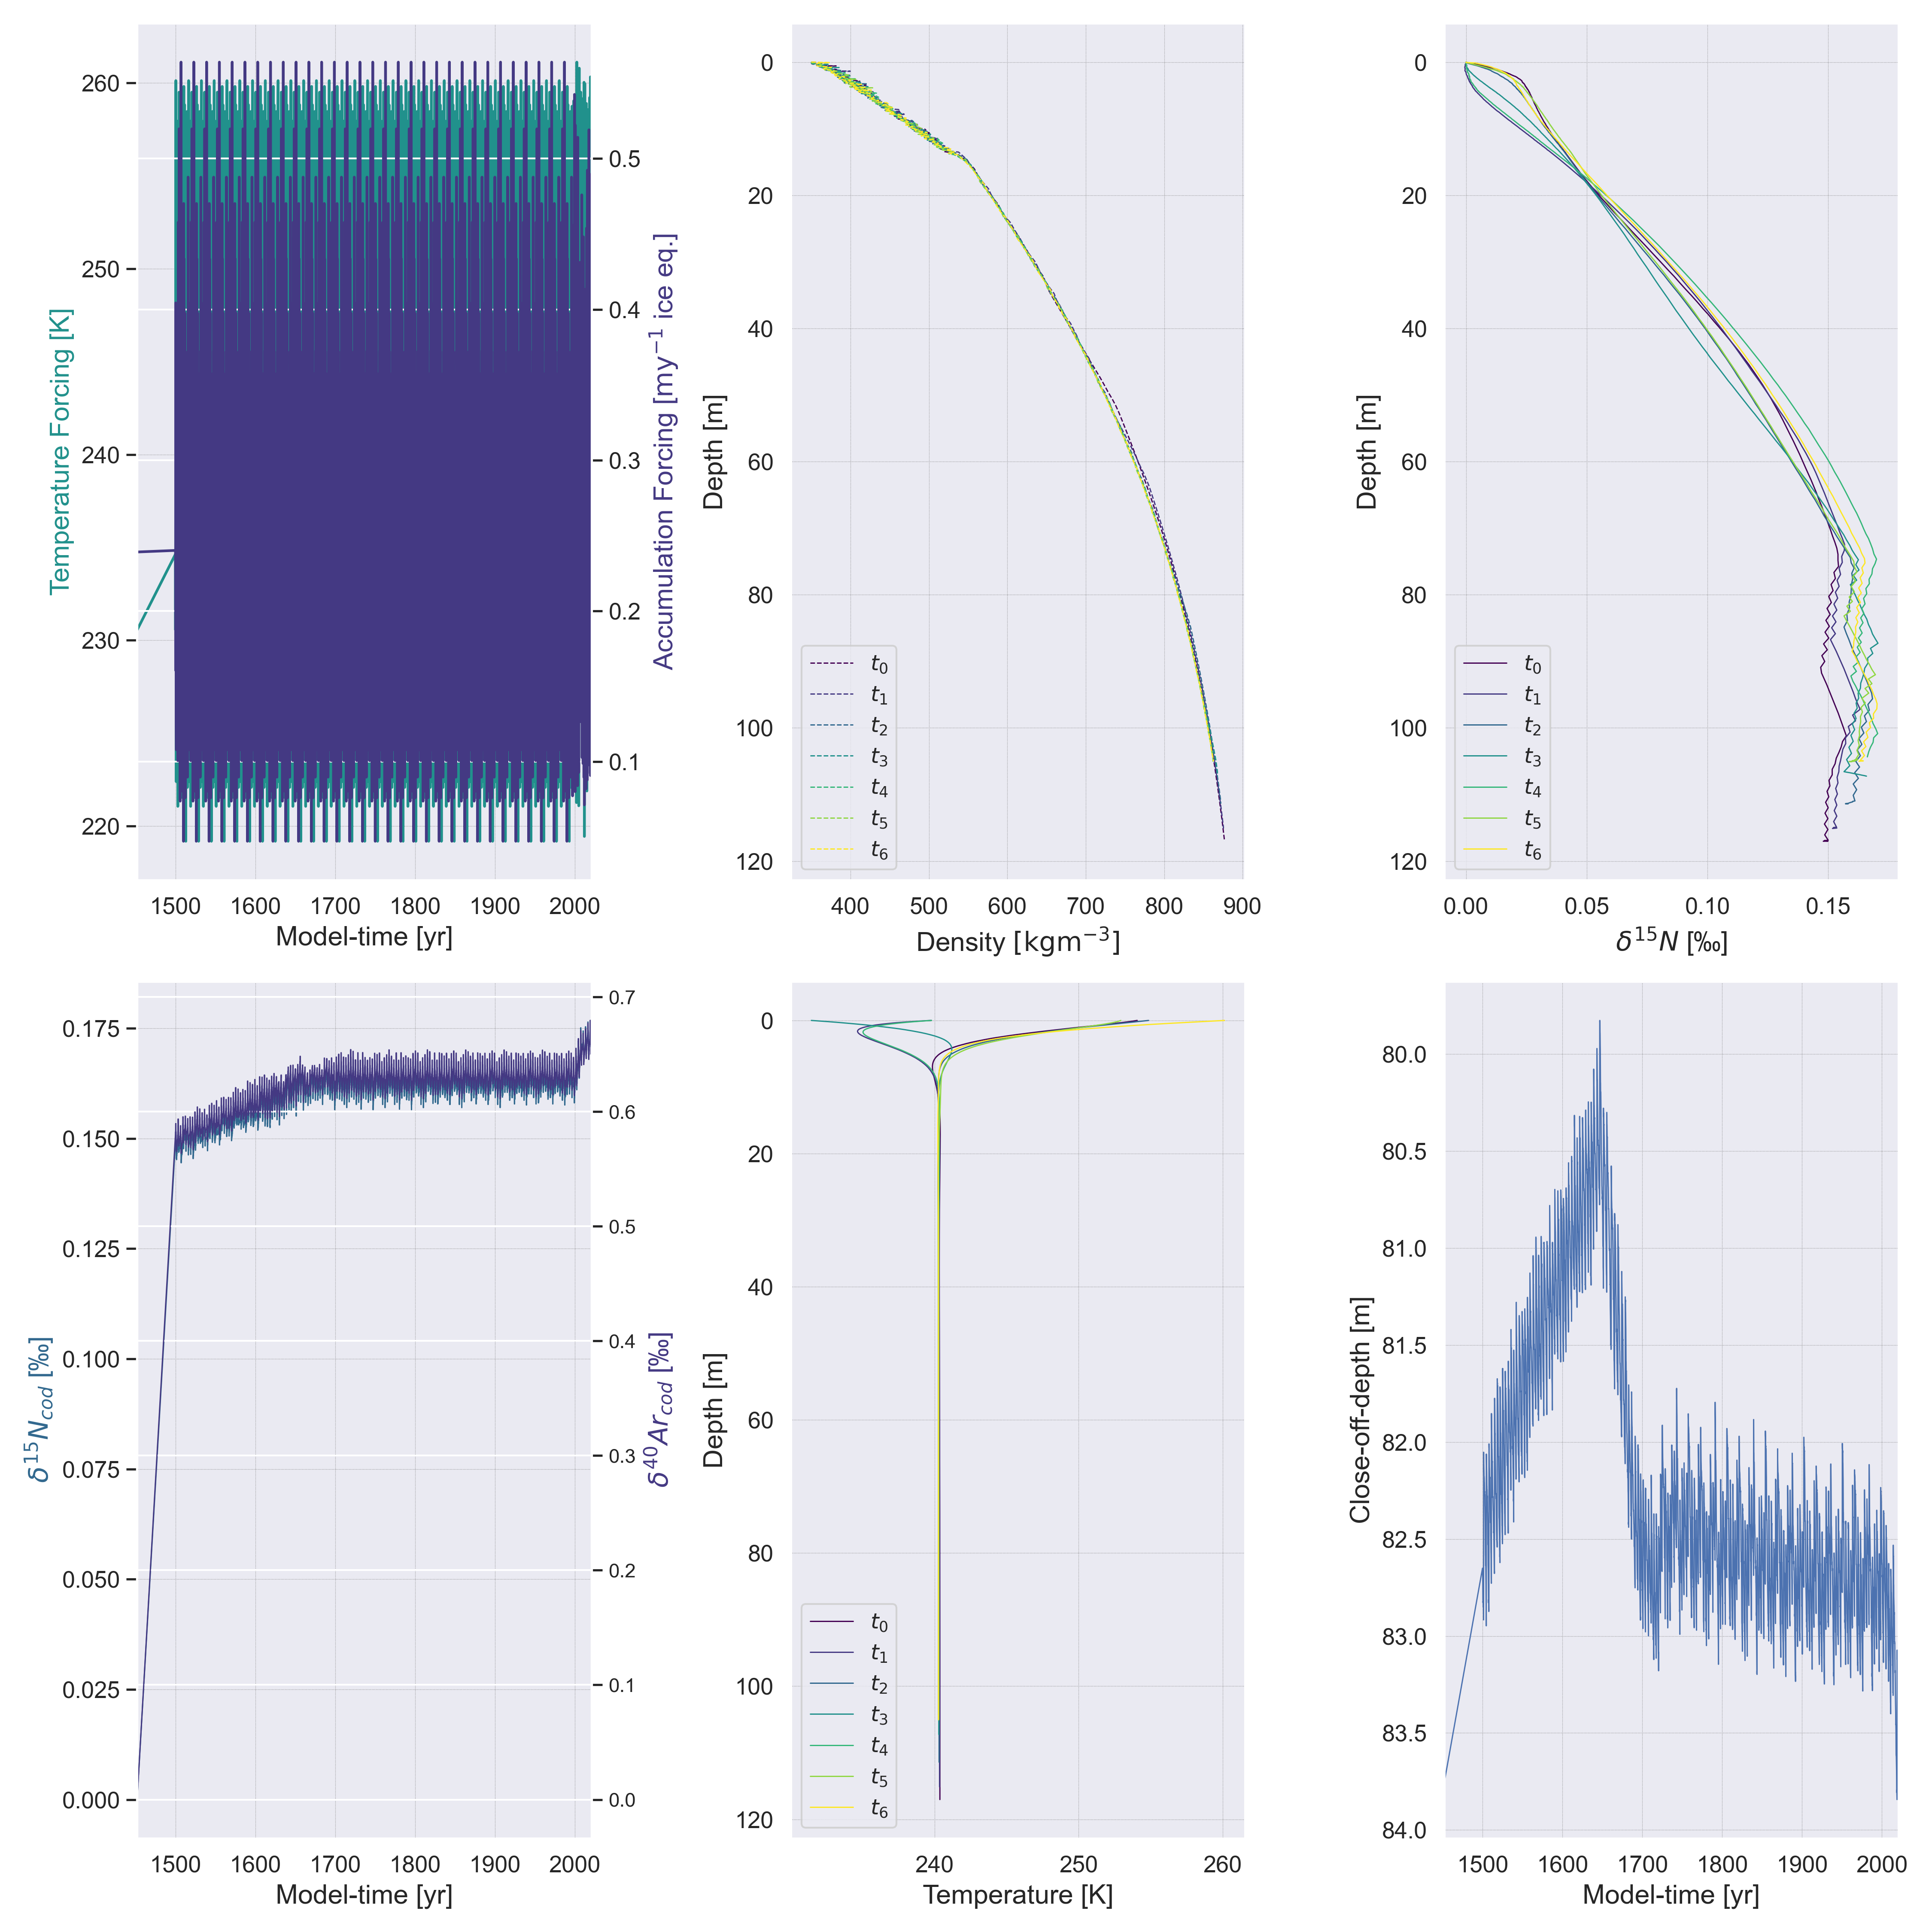 260
250
240
230
220
Temperature Forcing [K]
0.5
0.4
0.3
0.2
0.1
Accumulation Forcing [my⁻¹ ice eq.]
1500 1600 1700 1800 1900 2000
Model-time [yr]
0
20
40
60
80
100
120
Depth [m]
t₀
t₁
t₂
t₃
t₄
t₅
t₆
400 500 600 700 800 900
Density [kgm⁻³]
0
20
40
60
80
100
120
Depth [m]
t₀
t₁
t₂
t₃
t₄
t₅
t₆
0.00 0.05 0.10 0.15
δ¹⁵N [‰]
0.175
0.150
0.125
0.100
0.075
0.050
0.025
0.000
δ¹⁵N_cod [‰]
0.7
0.6
0.5
0.4
0.3
0.2
0.1
0.0
δ⁴⁰Ar_cod [‰]
1500 1600 1700 1800 1900 2000
Model-time [yr]
0
20
40
60
80
100
120
Depth [m]
t₀
t₁
t₂
t₃
t₄
t₅
t₆
240 250 260
Temperature [K]
80.0
80.5
81.0
81.5
82.0
82.5
83.0
83.5
84.0
Close-off-depth [m]
1500 1600 1700 1800 1900 2000
Model-time [yr]